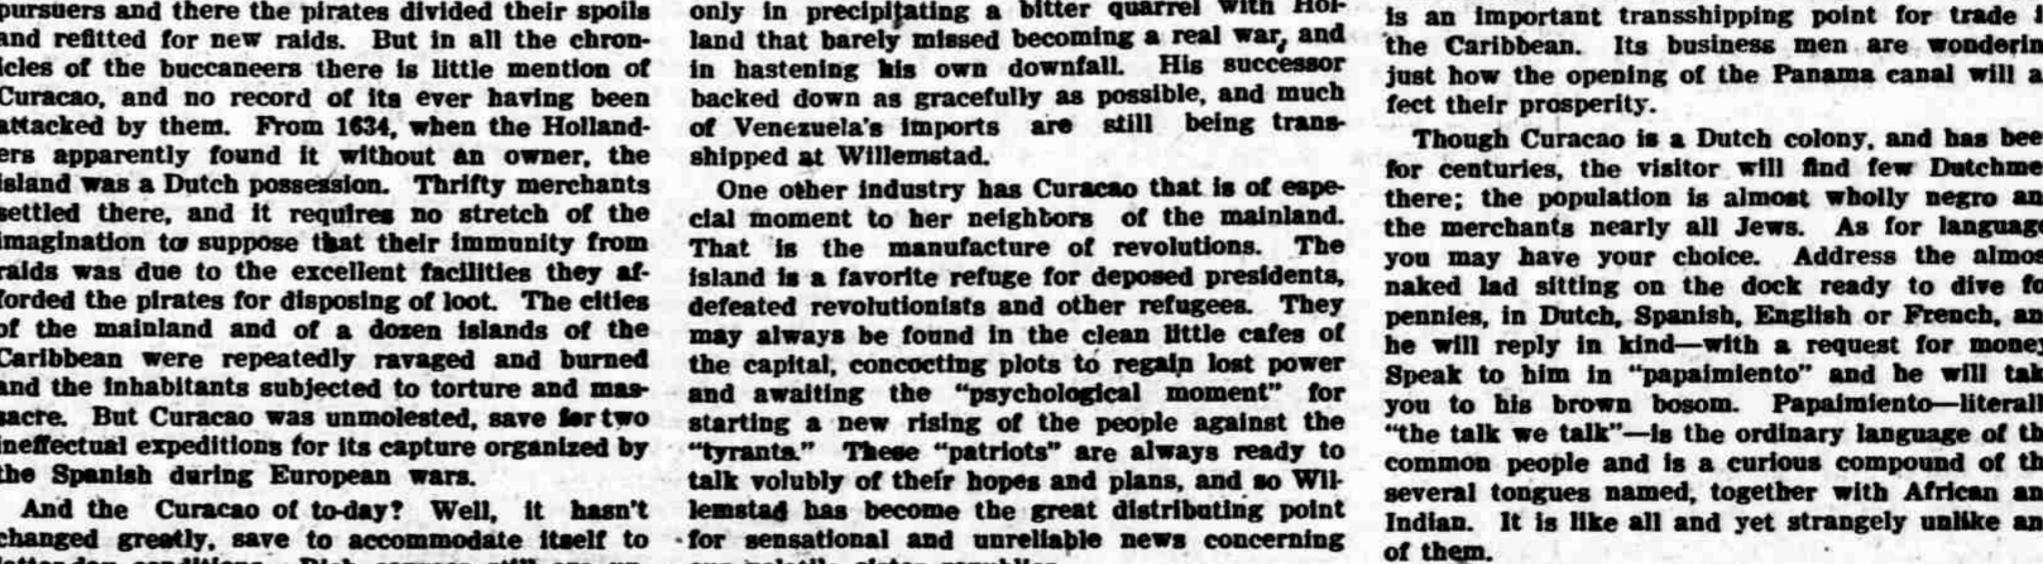 pursuers and there the pirates divided their spoils
and refitted for new raids. But in all the chron-
icles of the buccaneers there is little mention of
Curacao, and no record of its ever having been
attacked by them. From 1634, when the Holland-
ers apparently found it without an owner, the
island was a Dutch possession. Thrifty merchants
settled there, and it requires no stretch of the
imagination to suppose that their immunity from
raids was due to the excellent facilities they af-
forded the pirates for disposing of loot. The cities
of the mainland and of a dozen islands of the
Caribbean were repeatedly ravaged and burned
and the inhabitants subjected to torture and mas-
sacre. But Curacao was unmolested, save for two
ineffectual expeditions for its capture organized by
the Spanish during European wars.
And the Curacao of to-day? Well, it hasn't
changed greatly, save to accommodate itself to
only in precipitating a bitter quarrel with Hol-
land that barely missed becoming a real war, and
in hastening his own downfall. His successor
backed down as gracefully as possible, and much
of Venezuela's imports are still being trans-
shipped at Willemstad.
One other industry has Curacao that is of espe-
cial moment to her neighbors of the mainland.
That is the manufacture of revolutions. The
island is a favorite refuge for deposed presidents,
defeated revolutionists and other refugees. They
may always be found in the clean little cafes of
the capital, concocting plots to regain lost power
and awaiting the "psychological moment" for
starting a new rising of the people against the
"tyrants." These "patriots" are always ready to
talk volubly of their hopes and plans, and so Wil-
lemstad has become the great distributing point
for sensational and unreliable news concerning
is an important transshipping point for trade
the Caribbean. Its business men are wonderin
just how the opening of the Panama canal will a
fect their prosperity.
Though Curacao is a Dutch colony, and has bee
for centuries, the visitor will find few Dutchme
there; the population is almost wholly negro an
the merchants nearly all Jews. As for language
you may have your choice. Address the almos
naked lad sitting on the dock ready to dive fo
pennies, in Dutch, Spanish, English or French, an
he will reply in kind—with a request for money
Speak to him in "papaimiento" and he will tak
you to his brown bosom. Papaimiento—literall
"the talk we talk"—is the ordinary language of th
common people and is a curious compound of th
several tongues named, together with African an
Indian. It is like all and yet strangely unlike an
of them.